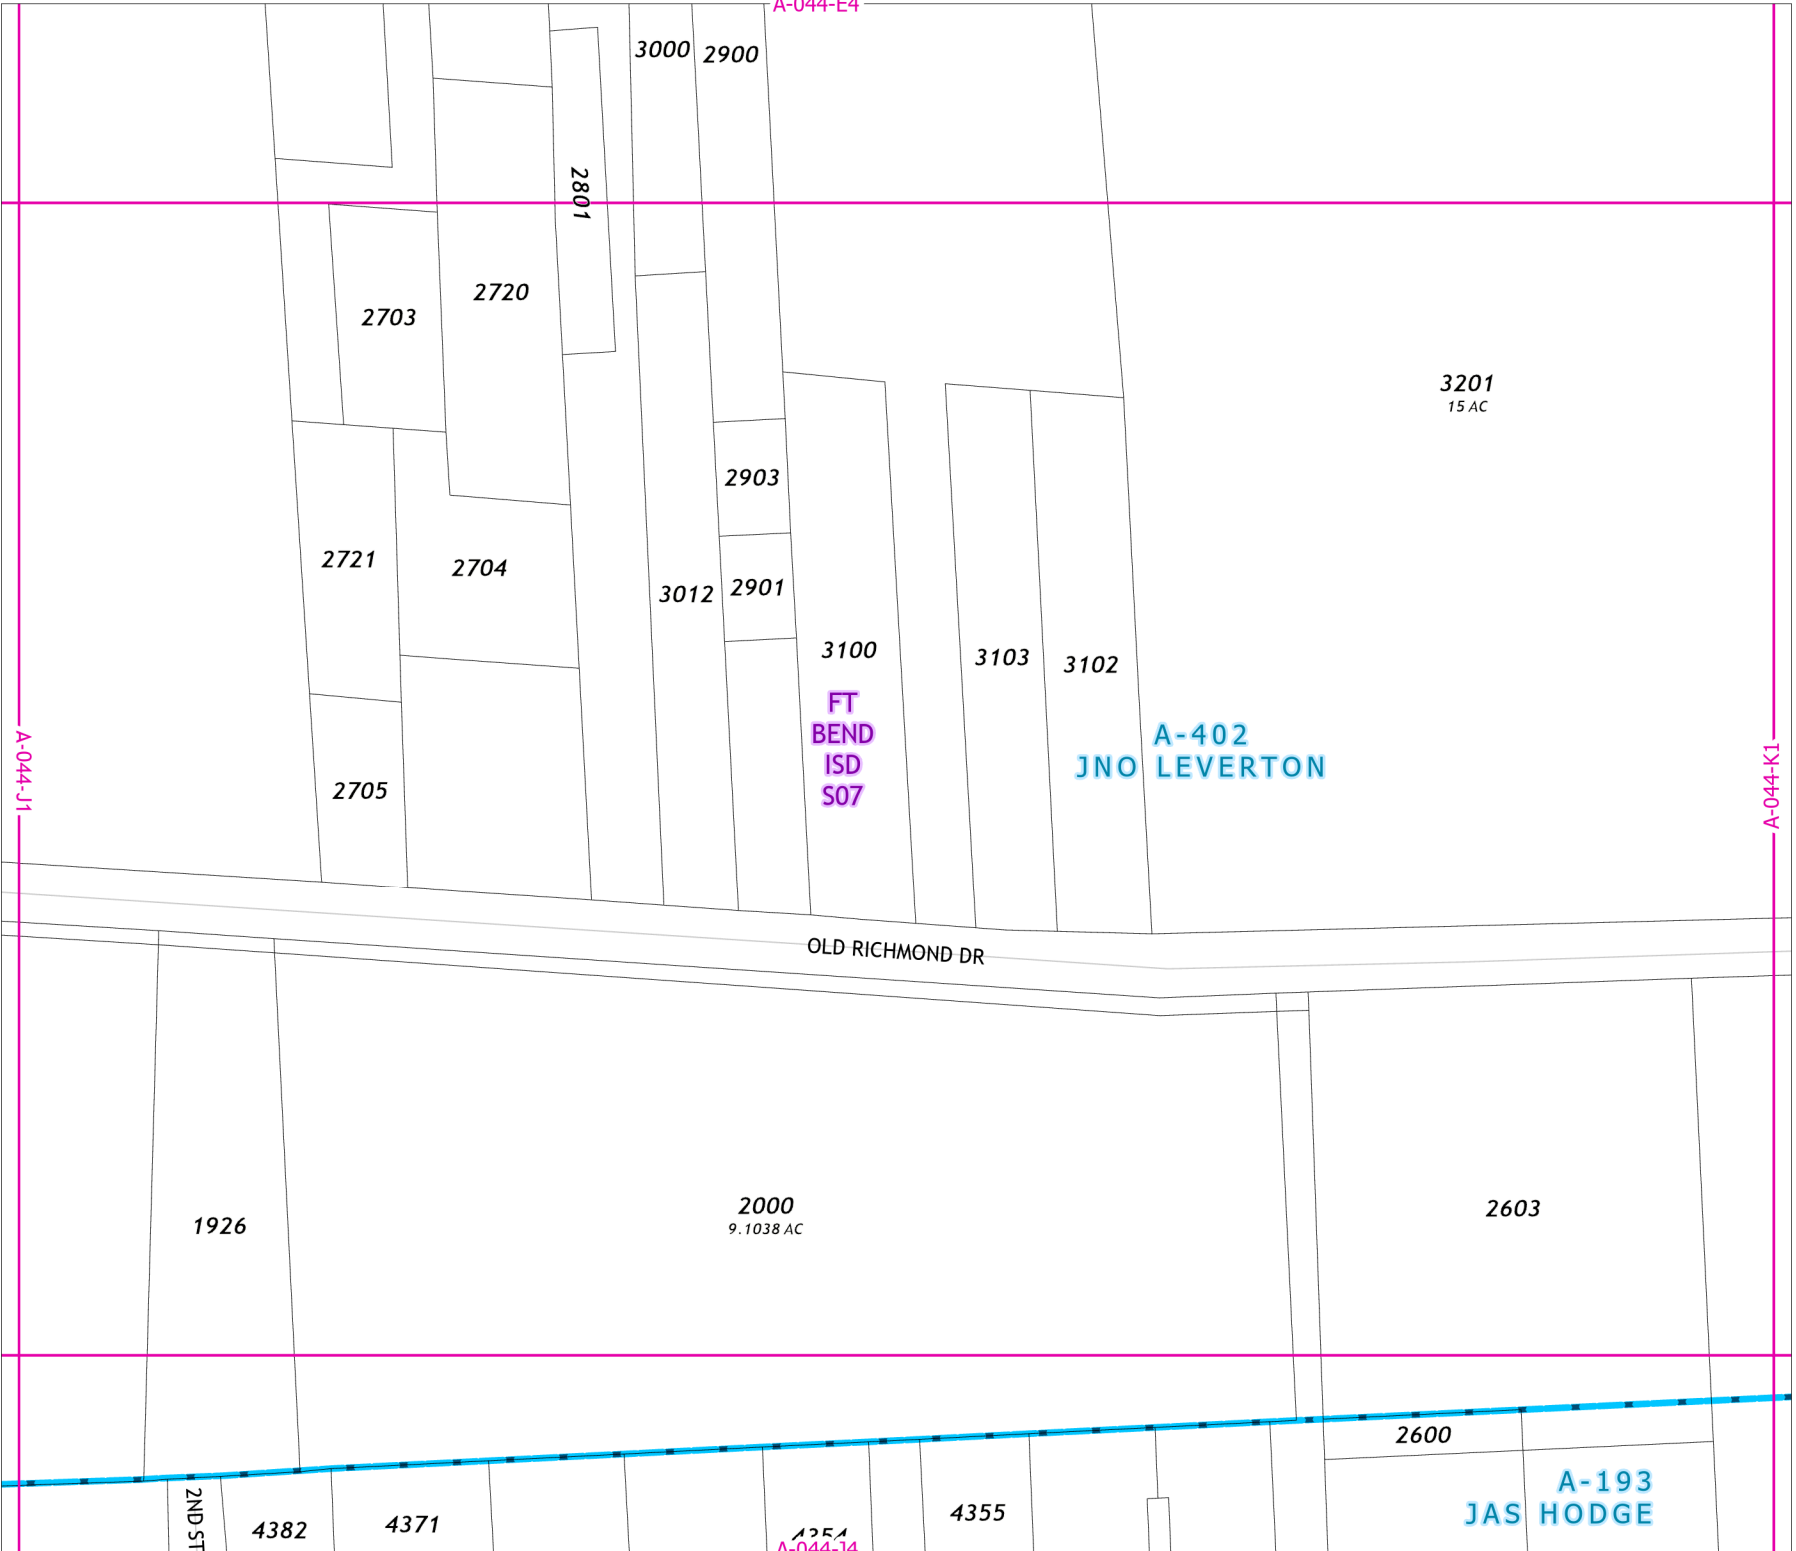 A-044-E4
3000
2900
2801
2720
2703
3201
15 AC
2903
2721
2704
2901
3012
3100
3103
3102
FT
BEND
ISD
S07
A-402
JNO LEVERTON
A-044-J1
A-044-K1
2705
OLD RICHMOND DR
1926
2000
9.1038 AC
2603
2600
A-193
JAS HODGE
2ND ST
4382
4371
4354
4355
A-044-J4